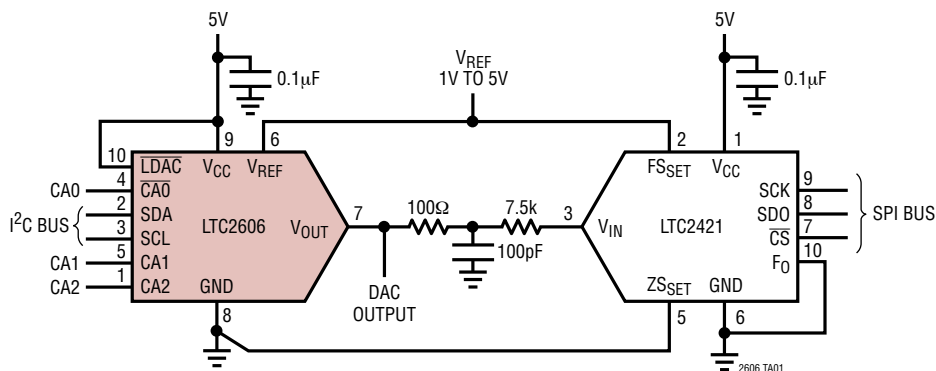 5V
0.1µF
VREF
1V TO 5V
5V
0.1µF
9
6
2
1
10
LDAC
VCC
VREF
FSSET
VCC
CA0
4
CA0
I²C BUS
2
SDA
3
SCL
LTC2606
VOUT
7
100Ω
7.5k
100pF
3
VIN
LTC2421
SCK
9
SDO
8
CS
7
FO
10
SPI BUS
CA1
5
CA1
CA2
1
CA2
GND
DAC
OUTPUT
ZSSET
GND
8
5
6
2606 TA01